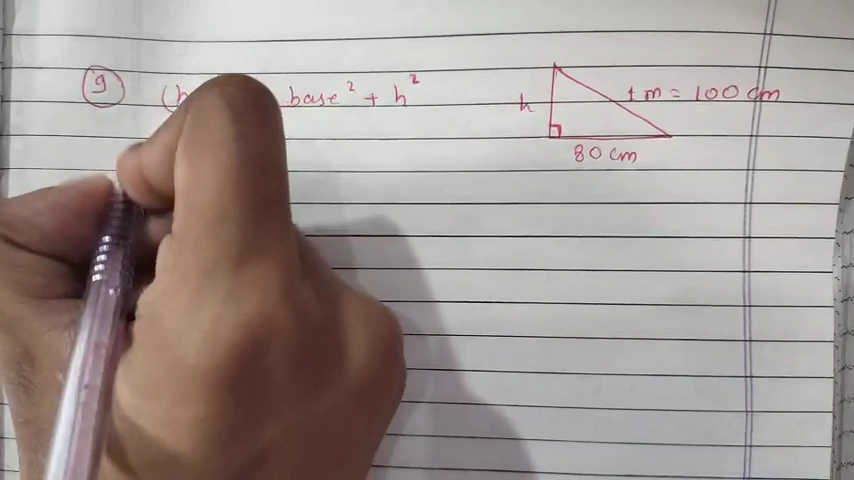 9 (h base² + h²
h 1 m = 100 cm
80 cm